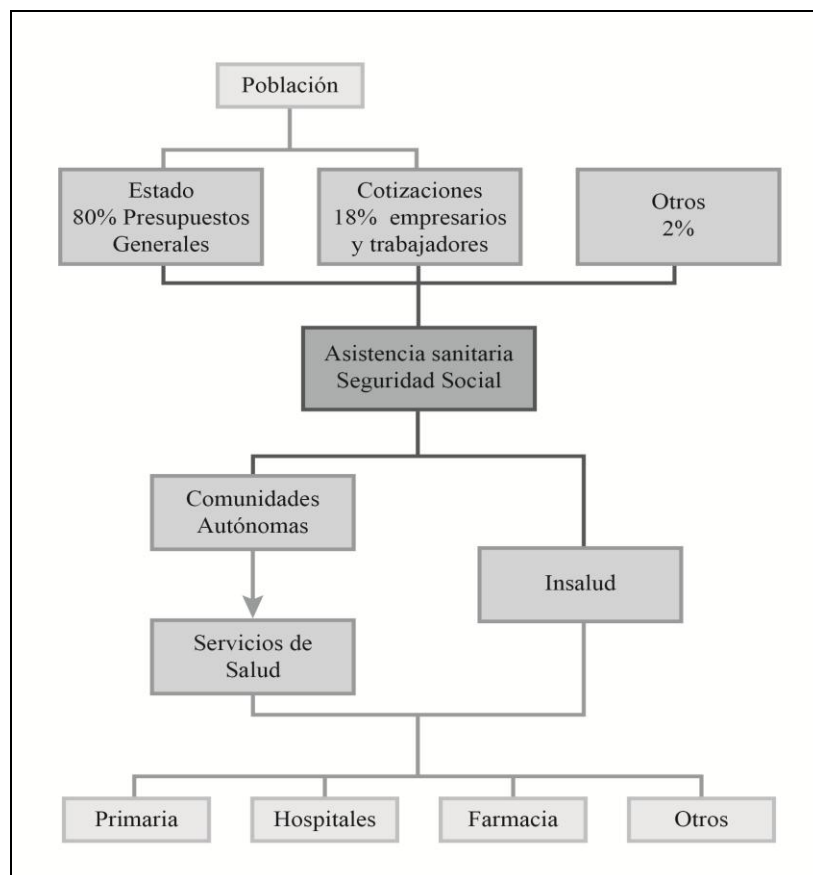 Población
Estado
80% Presupuestos
Generales
Cotizaciones
18% empresarios
y trabajadores
Otros
2%
Asistencia sanitaria
Seguridad Social
Comunidades
Autónomas
Insalud
Servicios de
Salud
Primaria
Hospitales
Farmacia
Otros